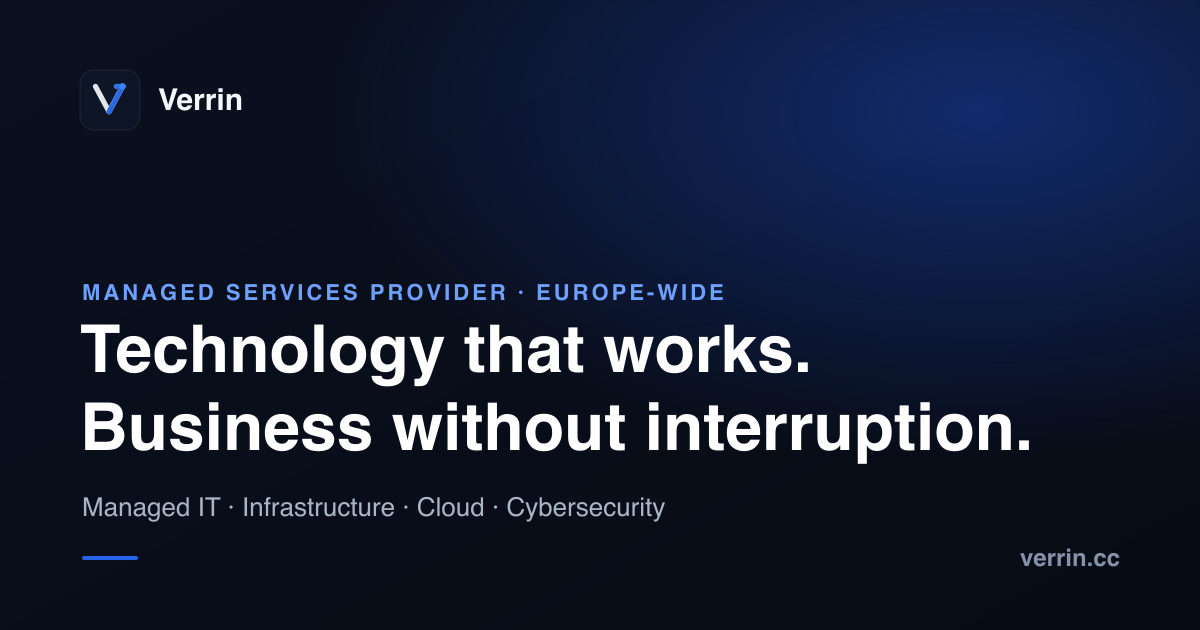 Verrin
MANAGED SERVICES PROVIDER · EUROPE-WIDE
Technology that works.
Business without interruption.
Managed IT · Infrastructure · Cloud · Cybersecurity
verrin.cc